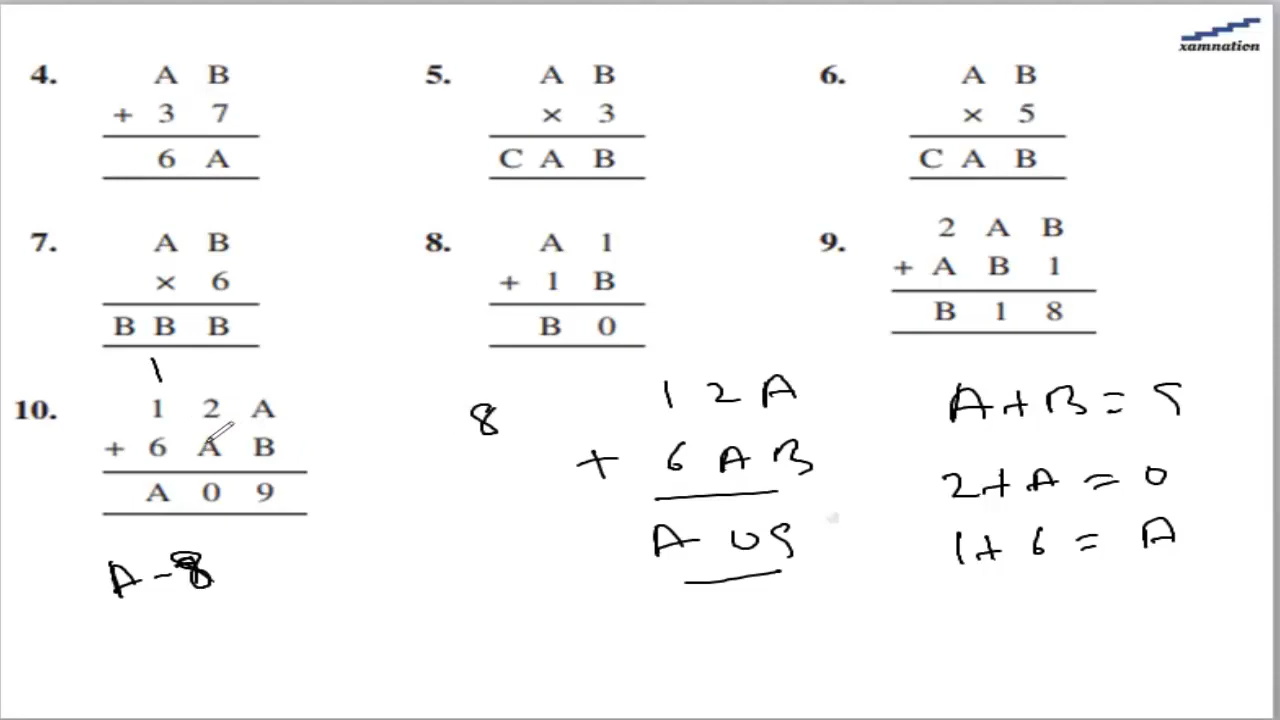 xamnation
4. A B
+ 3 7
6 A
5. A B
× 3
C A B
6. A B
× 5
C A B
7. A B
× 6
B B B
8. A 1
+ 1 B
B 0
9. 2 A B
+ A B 1
B 1 8
1
10. 1 2 A
+ 6 A B
A 0 9
A - 8
8
1 2 A
+ 6 A B
A 0 9
A + B = 9
2 + A = 0
1 + 6 = A